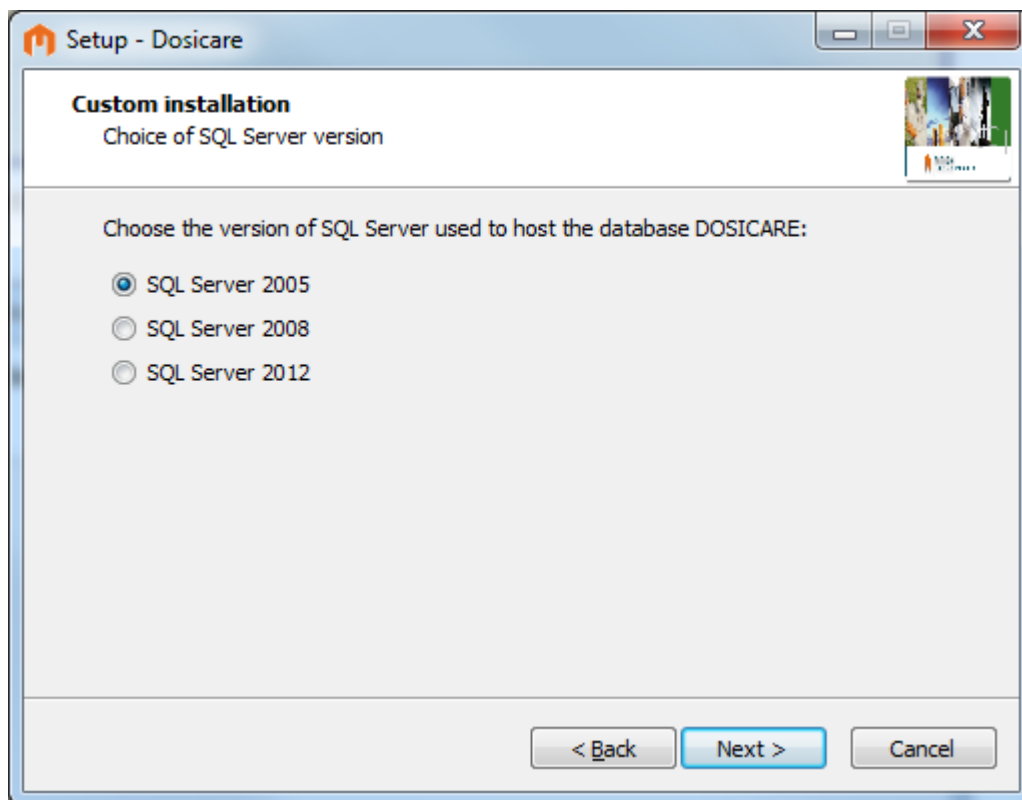 Setup - Dosicare
Custom installation
Choice of SQL Server version
Choose the version of SQL Server used to host the database DOSICARE:
SQL Server 2005
SQL Server 2008
SQL Server 2012
< Back
Next >
Cancel